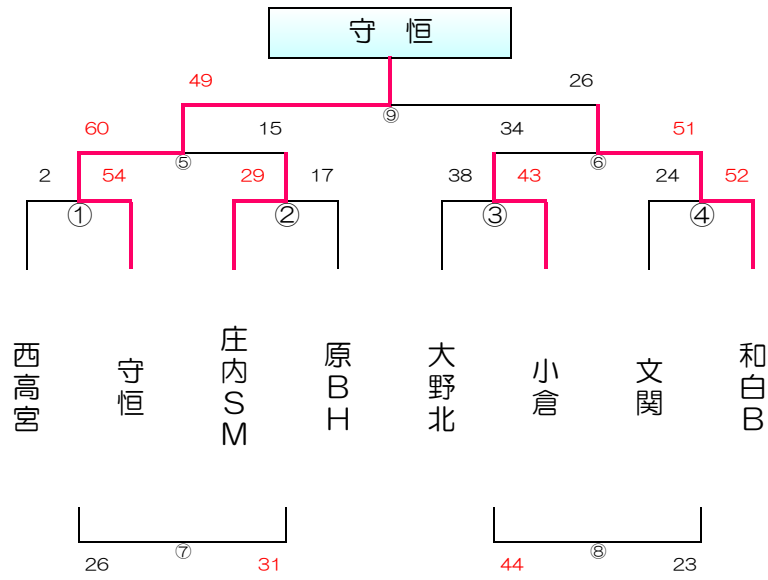 守 恒
49 26
⑨
60 15 34 51
⑤ ⑥
2 54 29 17 38 43 24 52
① ② ③ ④
西高宮
守恒
庄内SM
原BH
大野北
小倉
文関
和白B
⑦ ⑧
26 31 44 23